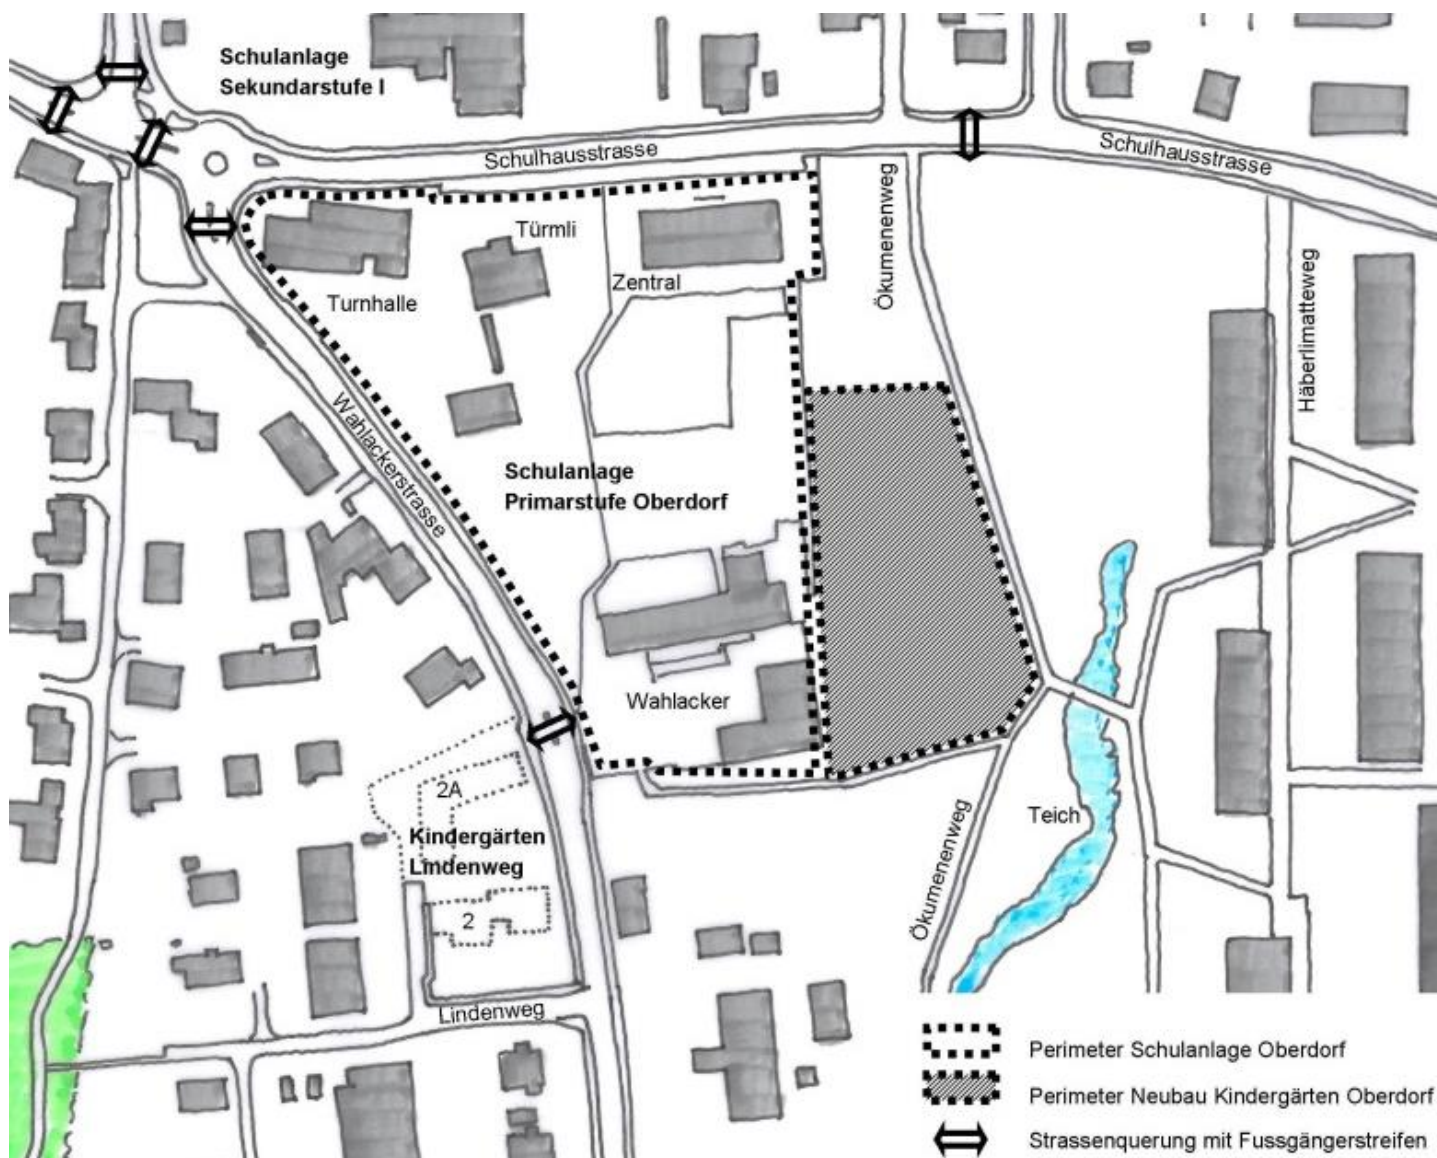 Schulanlage
Sekundarstufe I
Schulhausstrasse
Schulhausstrasse
Ökumenenweg
Türmli
Zentral
Turnhalle
Häberlimatteweg
Wahlackerstrasse
Schulanlage
Primarstufe Oberdorf
Wahlacker
2A
Kindergärten
Lindenweg
2
Teich
Ökumenenweg
Lindenweg
Perimeter Schulanlage Oberdorf
Perimeter Neubau Kindergärten Oberdorf
Strassenquerung mit Fussgängerstreifen